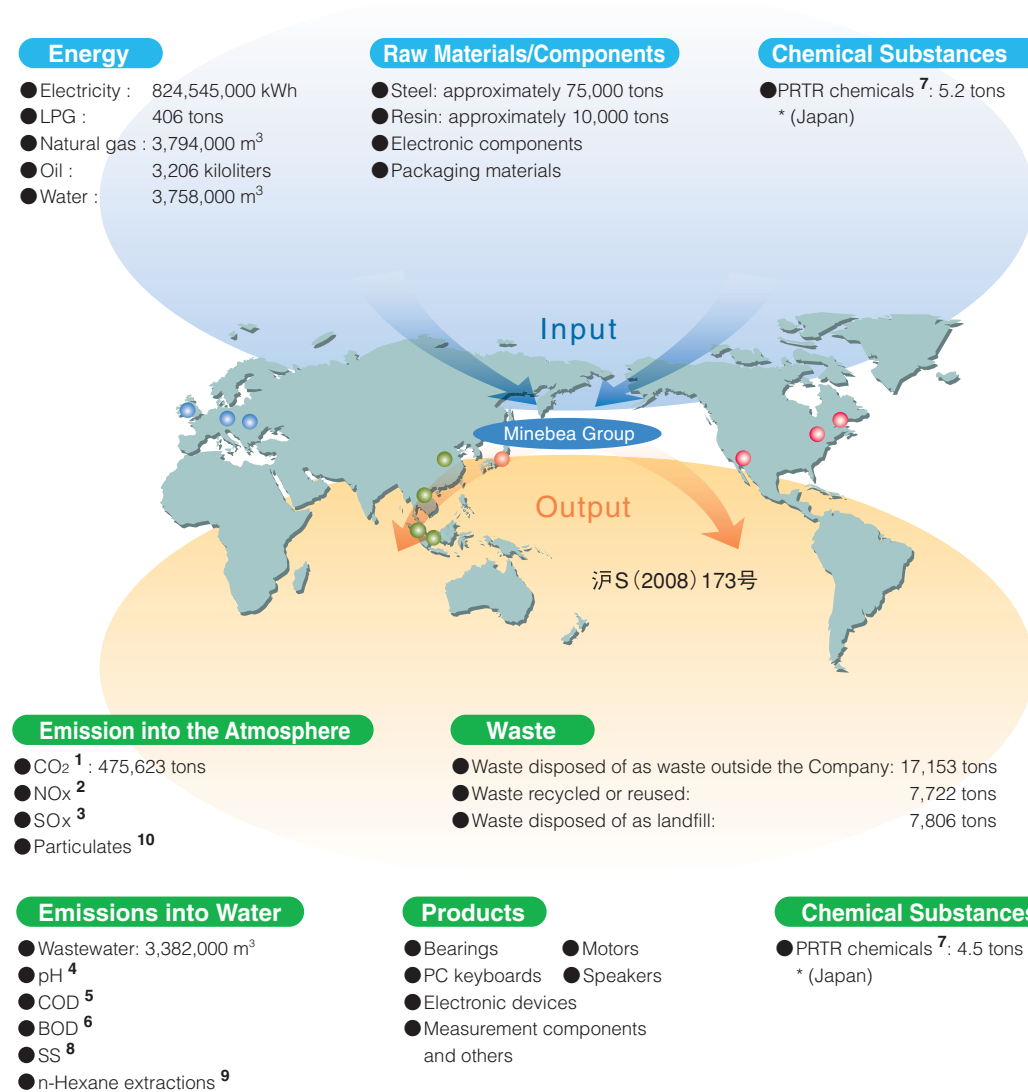 Energy
● Electricity : 824,545,000 kWh
● LPG : 406 tons
● Natural gas : 3,794,000 m³
● Oil : 3,206 kiloliters
● Water : 3,758,000 m³
Raw Materials/Components
● Steel: approximately 75,000 tons
● Resin: approximately 10,000 tons
● Electronic components
● Packaging materials
Chemical Substances
● PRTR chemicals 7: 5.2 tons
* (Japan)
Input
Minebea Group
Output
沪S(2008)173号
Emission into the Atmosphere
● CO2 1 : 475,623 tons
● NOx 2
● SOx 3
● Particulates 10
Waste
● Waste disposed of as waste outside the Company: 17,153 tons
● Waste recycled or reused: 7,722 tons
● Waste disposed of as landfill: 7,806 tons
Emissions into Water
● Wastewater: 3,382,000 m³
● pH 4
● COD 5
● BOD 6
● SS 8
● n-Hexane extractions 9
Products
● Bearings ● Motors
● PC keyboards ● Speakers
● Electronic devices
● Measurement components
and others
Chemical Substances
● PRTR chemicals 7: 4.5 tons
* (Japan)